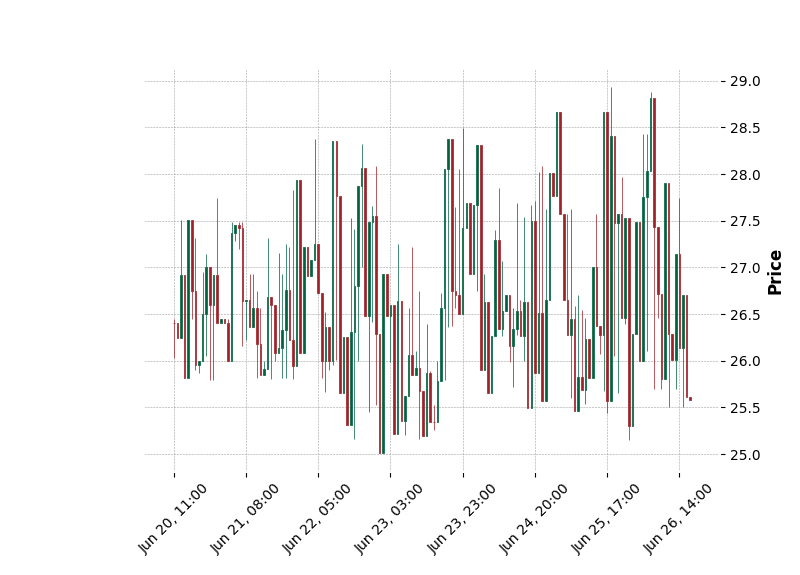 29.0
28.5
28.0
27.5
27.0
26.5
26.0
25.5
25.0
Price
Jun 20, 11:00
Jun 21, 08:00
Jun 22, 05:00
Jun 23, 03:00
Jun 23, 23:00
Jun 24, 20:00
Jun 25, 17:00
Jun 26, 14:00